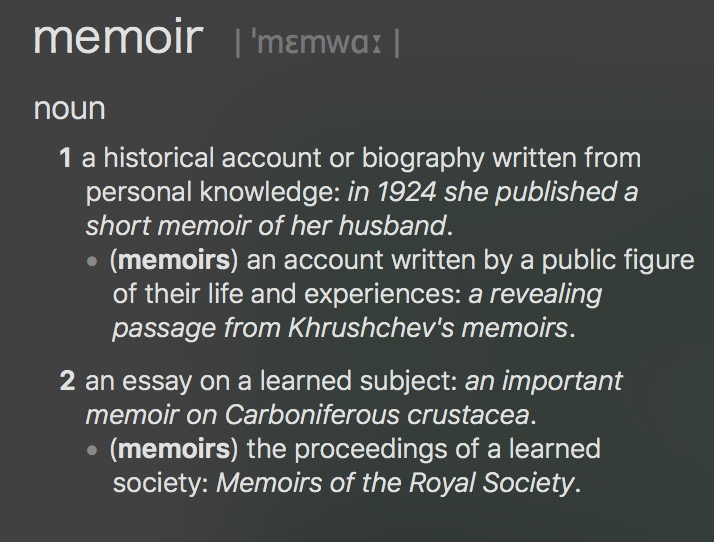 memoir | ˈmɛmwɑː |
noun
1 a historical account or biography written from
personal knowledge: in 1924 she published a
short memoir of her husband.
• (memoirs) an account written by a public figure
of their life and experiences: a revealing
passage from Khrushchev's memoirs.
2 an essay on a learned subject: an important
memoir on Carboniferous crustacea.
• (memoirs) the proceedings of a learned
society: Memoirs of the Royal Society.